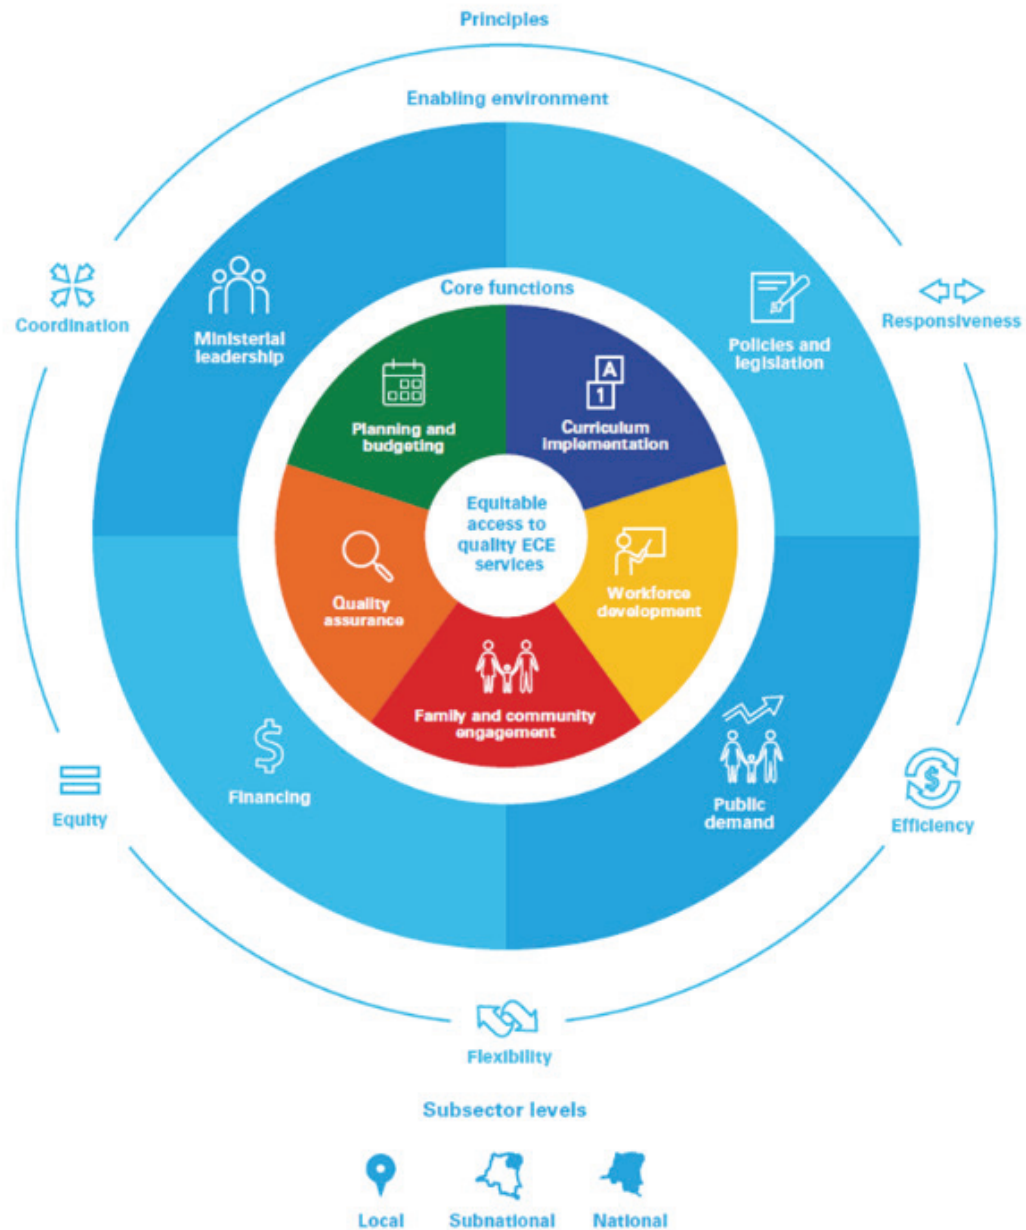 Principles
Enabling environment
Coordination
Responsiveness
Ministerial
leadership
Policies and
legislation
Core functions
Planning and
budgeting
A
1
Curriculum
implementation
Equitable
access to
quality ECE
services
Quality
assurance
Workforce
development
Family and community
engagement
$
Financing
Public
demand
Equity
$
Efficiency
Flexibility
Subsector levels
Local
Subnational
National